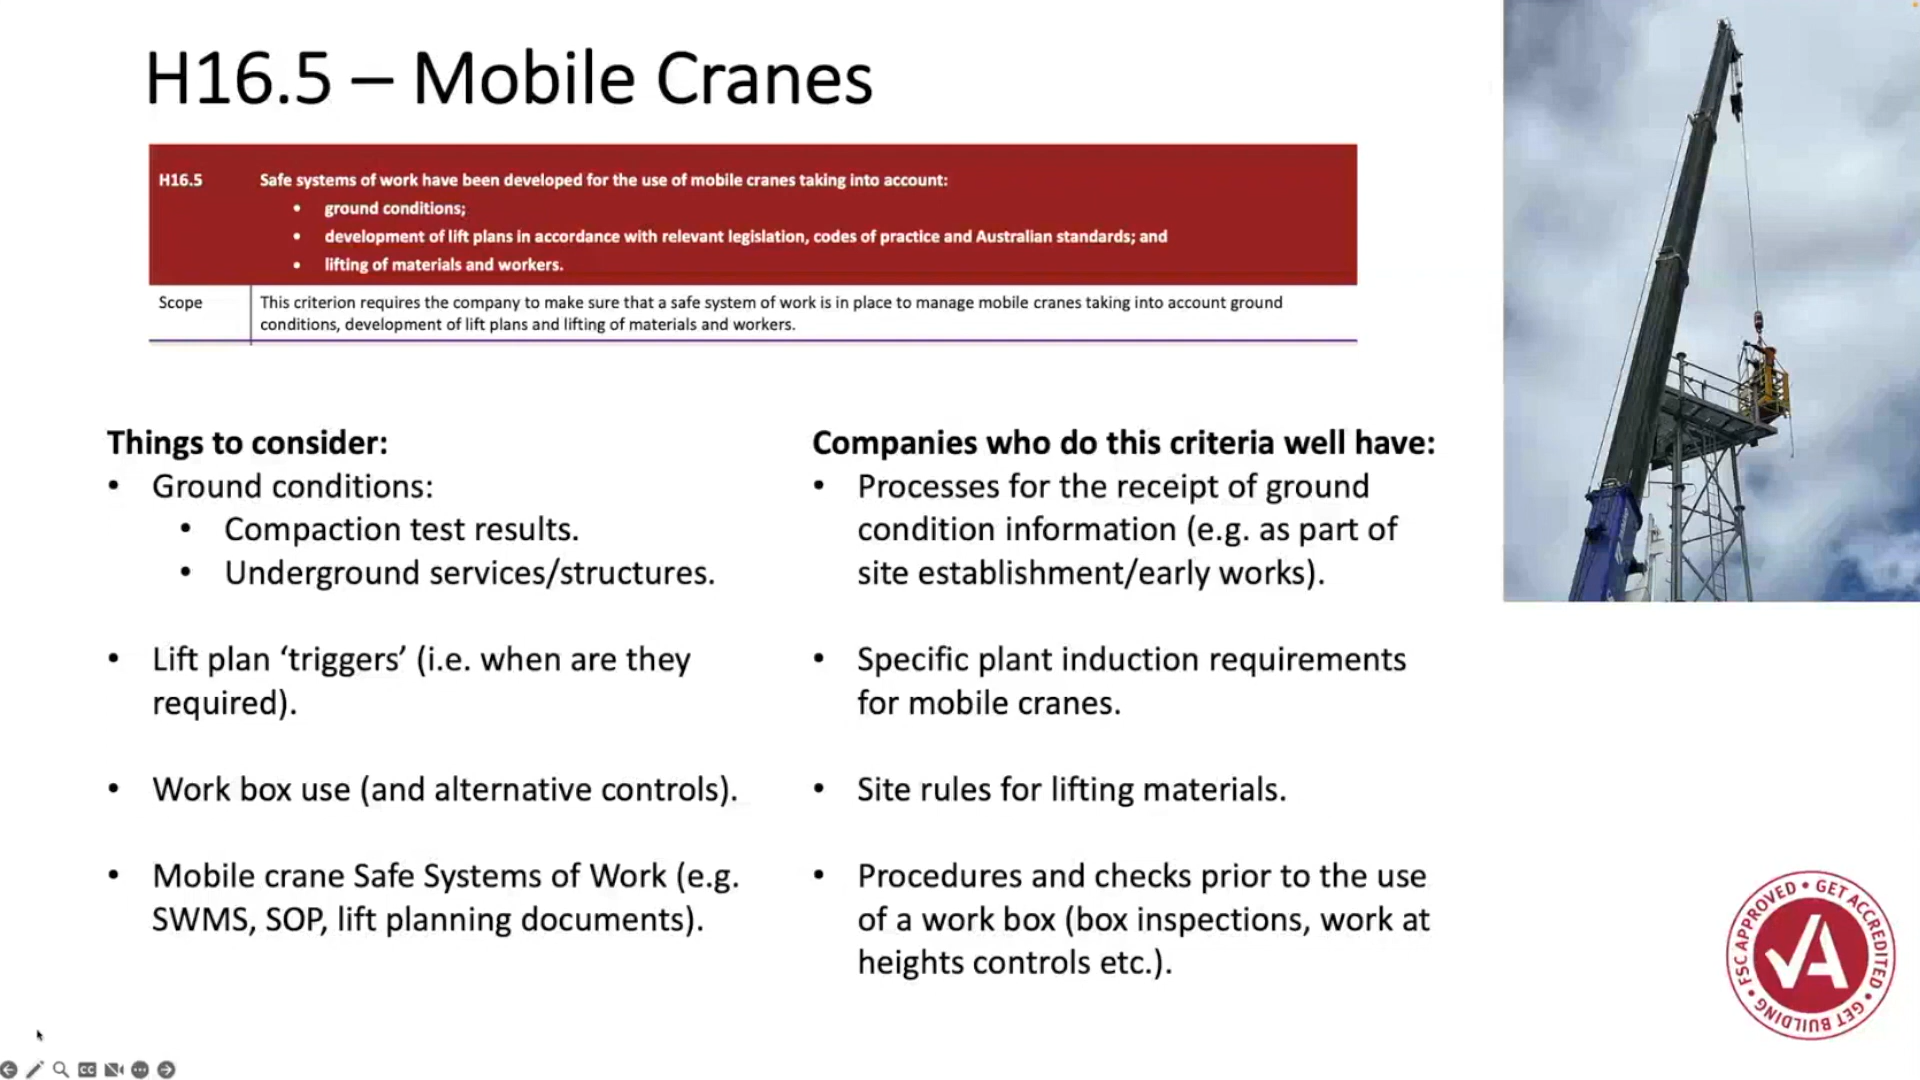 H16.5 – Mobile Cranes
H16.5
Safe systems of work have been developed for the use of mobile cranes taking into account:
• ground conditions;
• development of lift plans in accordance with relevant legislation, codes of practice and Australian standards; and
• lifting of materials and workers.
Scope
This criterion requires the company to make sure that a safe system of work is in place to manage mobile cranes taking into account ground
conditions, development of lift plans and lifting of materials and workers.
Things to consider:
• Ground conditions:
• Compaction test results.
• Underground services/structures.
• Lift plan ‘triggers’ (i.e. when are they
required).
• Work box use (and alternative controls).
• Mobile crane Safe Systems of Work (e.g.
SWMS, SOP, lift planning documents).
Companies who do this criteria well have:
• Processes for the receipt of ground
condition information (e.g. as part of
site establishment/early works).
• Specific plant induction requirements
for mobile cranes.
• Site rules for lifting materials.
• Procedures and checks prior to the use
of a work box (box inspections, work at
heights controls etc.).
FSC APPROVED • GET ACCREDITED • GET BUILDING •
CC